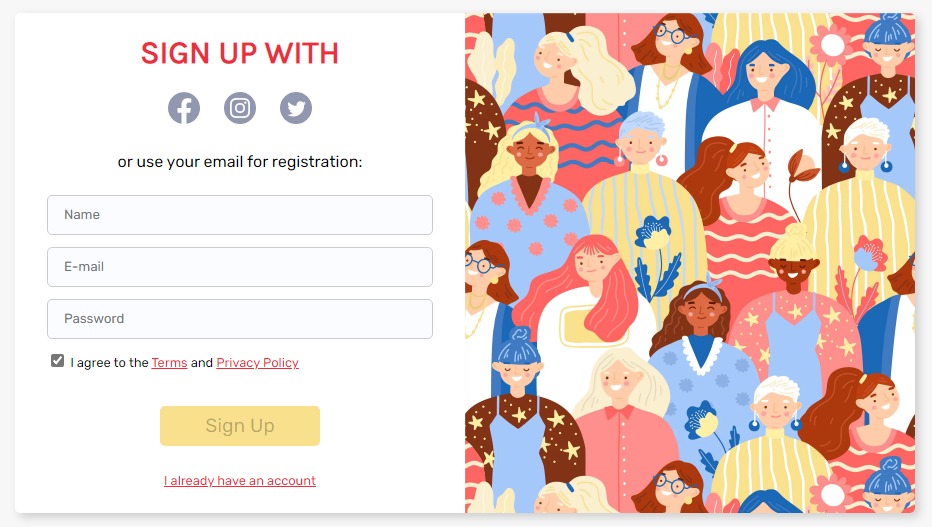 SIGN UP WITH
or use your email for registration:
Name
E-mail
Password
I agree to the Terms and Privacy Policy
Sign Up
I already have an account